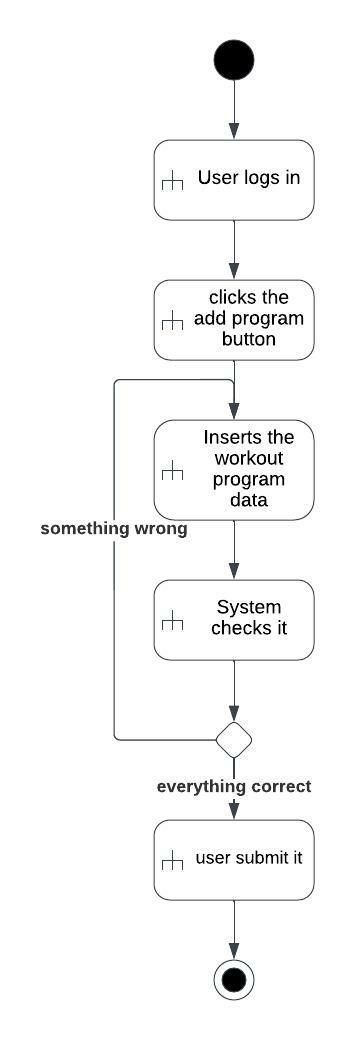 User logs in
clicks the
add program
button
Inserts the
workout
program
data
something wrong
System
checks it
everything correct
user submit it